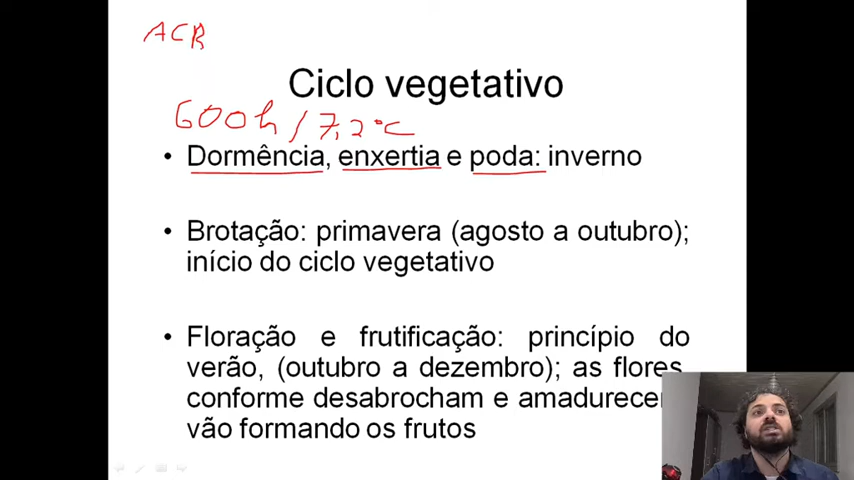 ACR
Ciclo vegetativo
600h/7,2°C
• Dormência, enxertia e poda: inverno
• Brotação: primavera (agosto a outubro);
início do ciclo vegetativo
• Floração e frutificação: princípio do
verão, (outubro a dezembro); as flores,
conforme desabrocham e amadurecem
vão formando os frutos